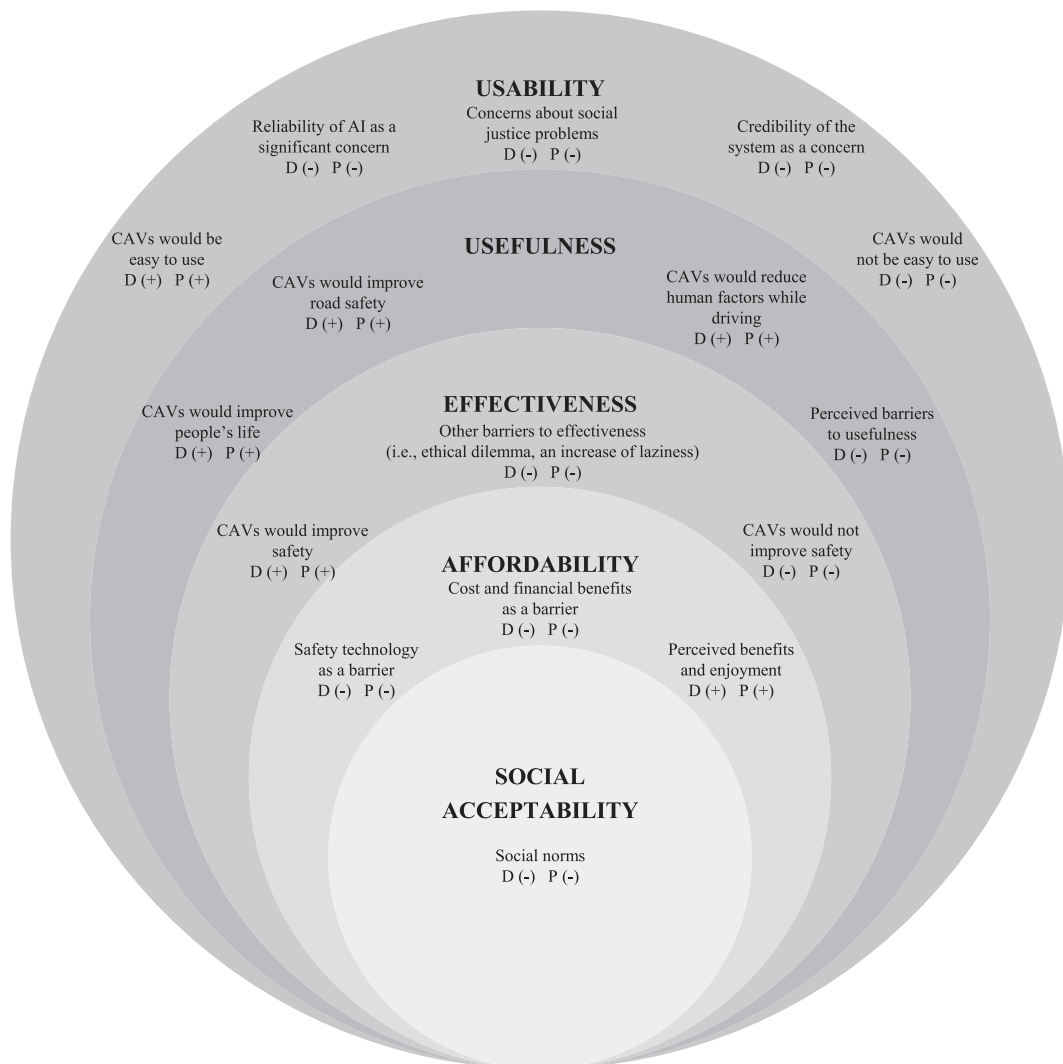 USABILITY
Concerns about social
justice problems
D (-) P (-)
Reliability of AI as a
significant concern
D (-) P (-)
Credibility of the
system as a concern
D (-) P (-)
CAVs would be
easy to use
D (+) P (+)
CAVs would
not be easy to use
D (-) P (-)
USEFULNESS
CAVs would improve
road safety
D (+) P (+)
CAVs would reduce
human factors while
driving
D (+) P (+)
CAVs would improve
people's life
D (+) P (+)
Perceived barriers
to usefulness
D (-) P (-)
EFFECTIVENESS
Other barriers to effectiveness
(i.e., ethical dilemma, an increase of laziness)
D (-) P (-)
CAVs would improve
safety
D (+) P (+)
CAVs would not
improve safety
D (-) P (-)
AFFORDABILITY
Cost and financial benefits
as a barrier
D (-) P (-)
Safety technology
as a barrier
D (-) P (-)
Perceived benefits
and enjoyment
D (+) P (+)
SOCIAL
ACCEPTABILITY
Social norms
D (-) P (-)